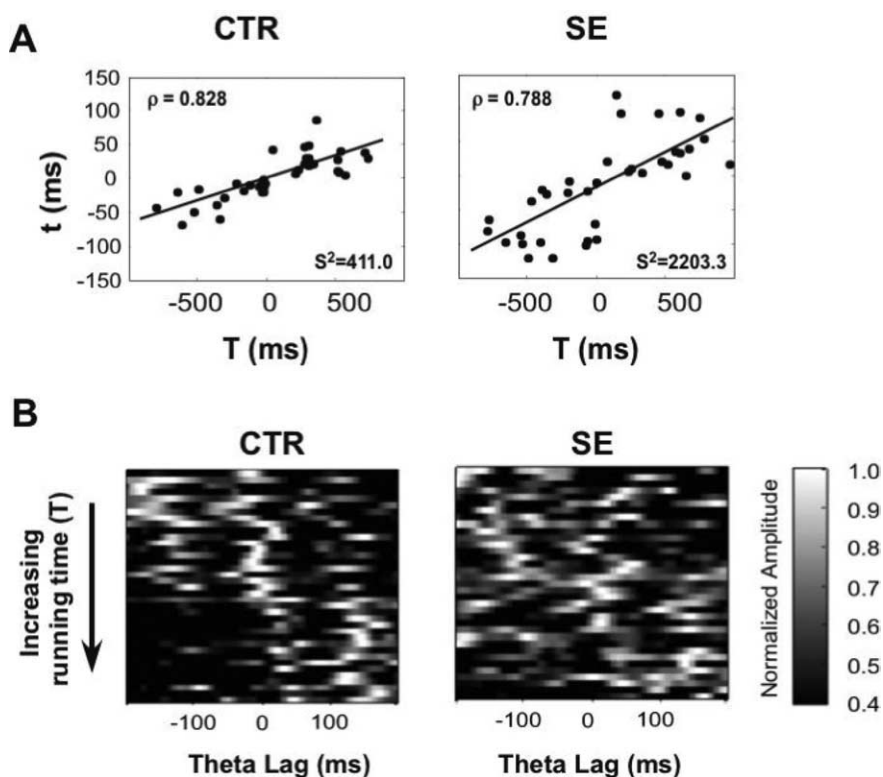 A
CTR
SE
150
100
50
0
-50
-100
-150
t (ms)
ρ = 0.828
S²=411.0
-500
0
500
T (ms)
ρ = 0.788
S²=2203.3
-500
0
500
T (ms)
B
CTR
SE
Increasing
running time (T)
-100
0
100
Theta Lag (ms)
-100
0
100
Theta Lag (ms)
Normalized Amplitude
1.0
0.9
0.8
0.7
0.6
0.5
0.4